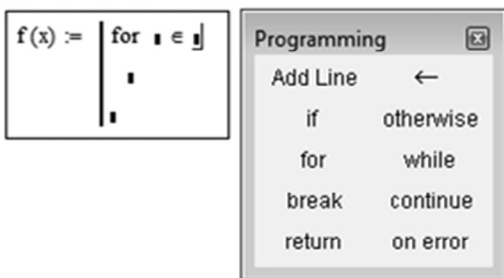 f(x) := for ∈
Programming
Add Line ←
if otherwise
for while
break continue
return on error